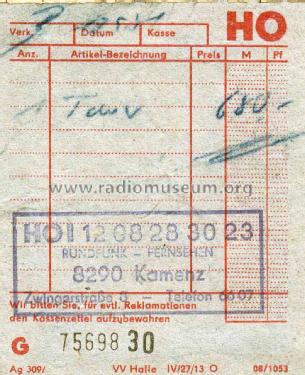 HO
Verk. Datum Kasse
Anz. Artikel-Bezeichnung Preis M Pf
1 680,-
www.radiomuseum.org
HO I 12 08 28 30 23
RUNDFUNK - FERNSEHEN
8290 Kamenz
Zwingerstraße 3 - Telefon 6607
Wir bitten Sie, für evtl. Reklamationen
den Kassenzettel aufzubewahren
G 75698 30
Ag 309/ VV Halle IV/27/13 O 08/1053